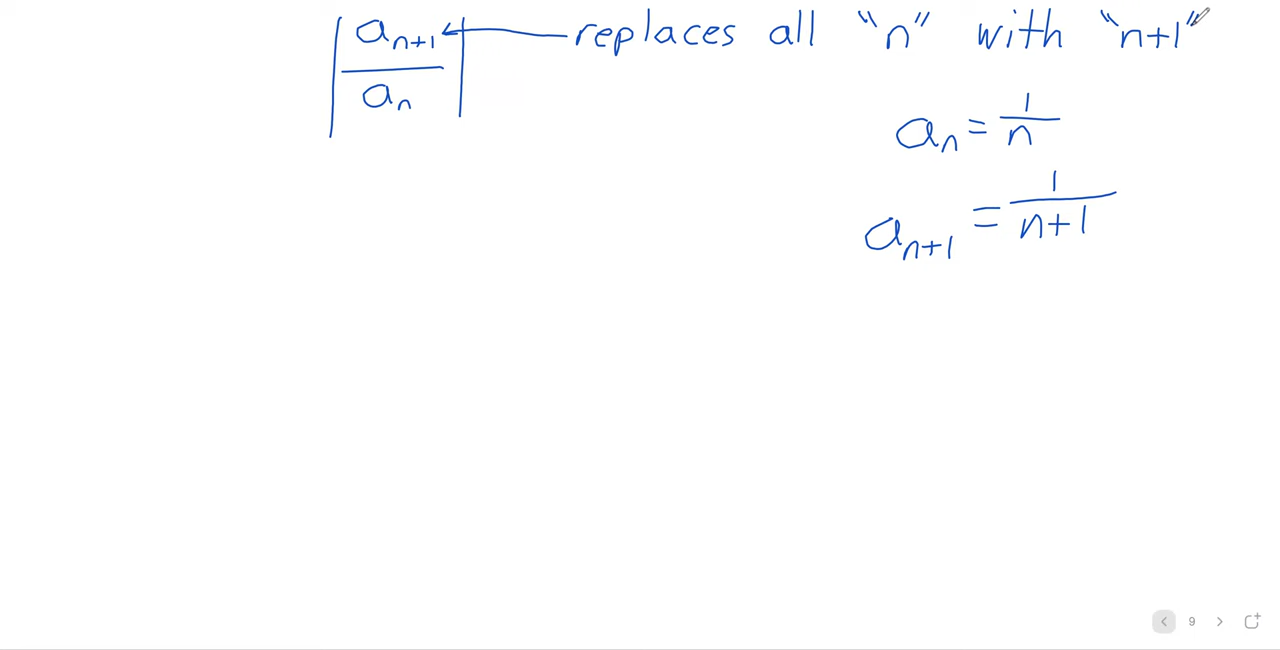 |a_{n+1}/a_n| ← replaces all "n" with "n+1"
a_n = 1/n
a_{n+1} = 1/(n+1)
9